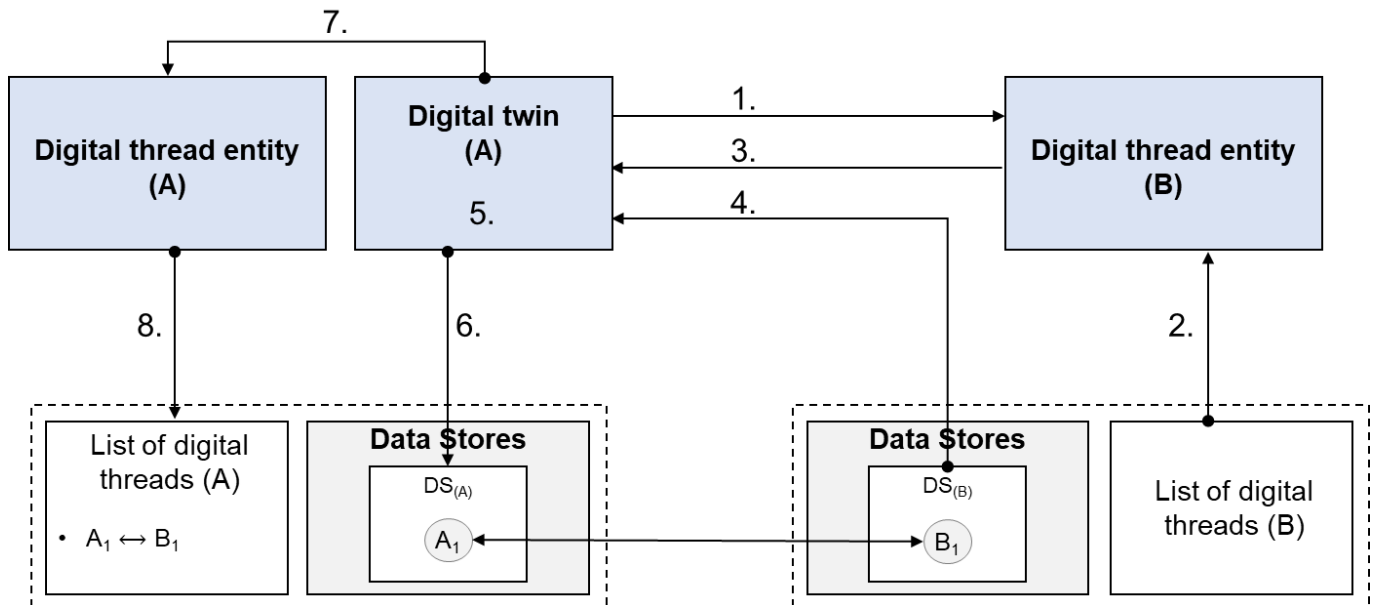 7.
Digital thread entity
(A)
Digital twin
(A)
5.
1.
3.
4.
Digital thread entity
(B)
8.
6.
2.
List of digital
threads (A)
• A1 ↔ B1
Data Stores
DS(A)
A1
Data Stores
DS(B)
B1
List of digital
threads (B)